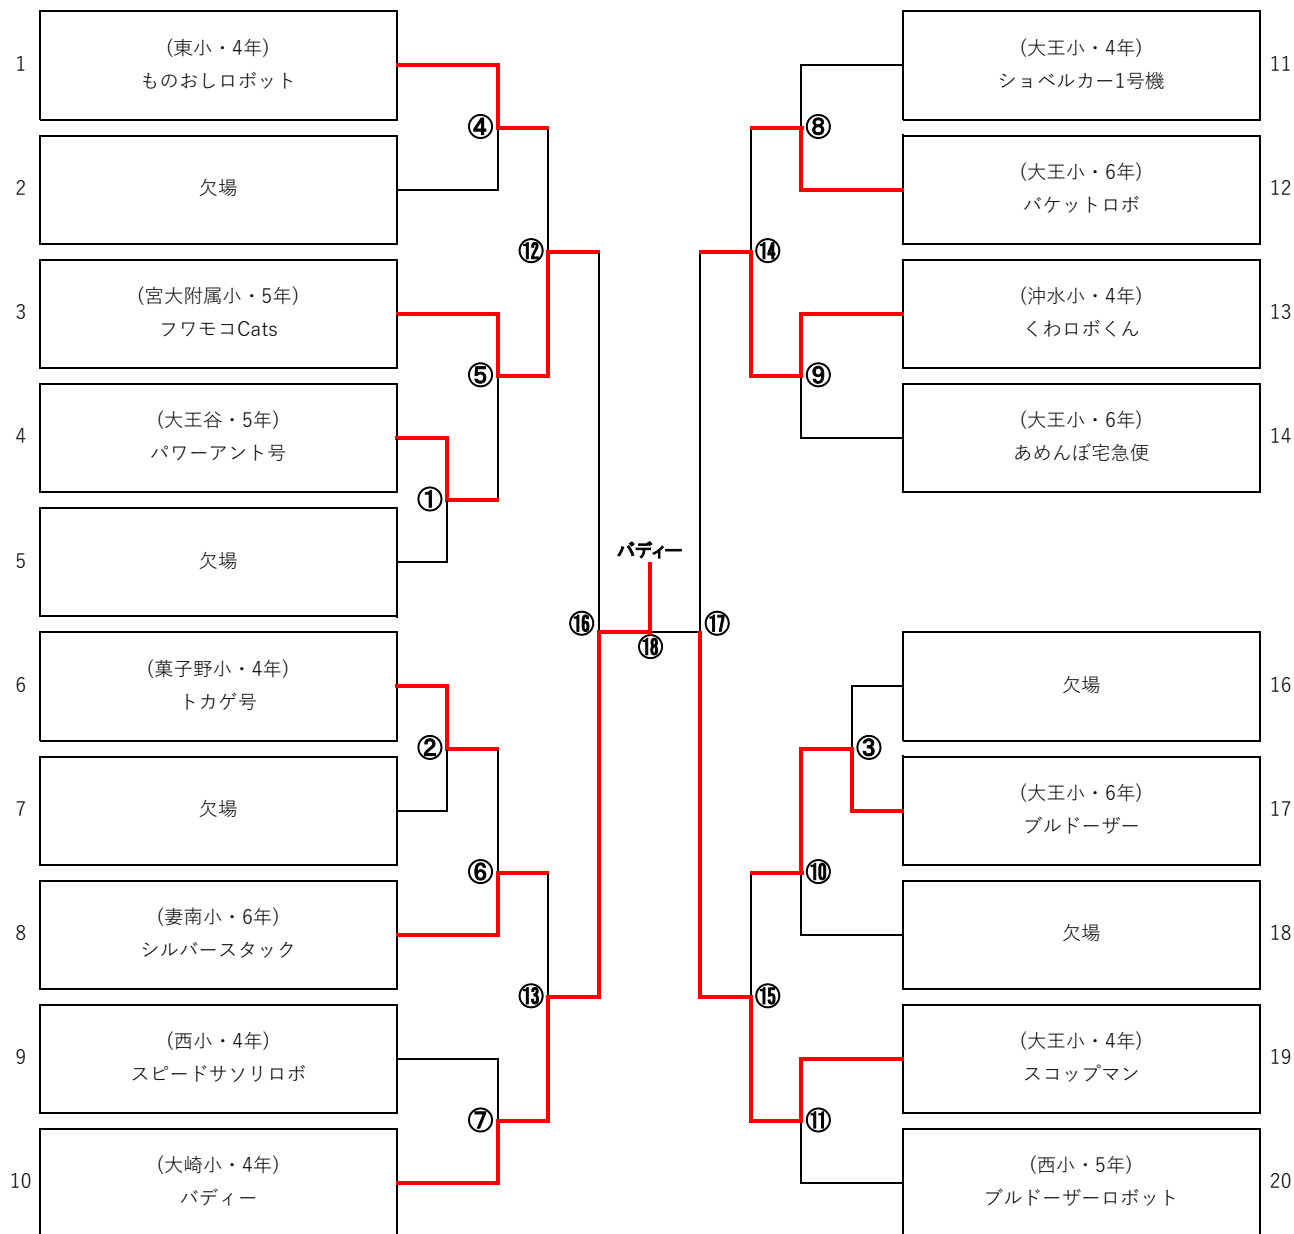 1
(東小・4年)
ものおしロボット
2
欠場
3
(宮大附属小・5年)
フワモコCats
4
(大王谷・5年)
パワーアント号
5
欠場
6
(菓子野小・4年)
トカゲ号
7
欠場
8
(妻南小・6年)
シルバースタック
9
(西小・4年)
スピードサソリロボ
10
(大崎小・4年)
バディー
④
⑫
⑤
①
②
⑥
⑬
⑦
⑯
バディー
⑱
⑰
⑧
⑭
⑨
③
⑩
⑮
⑪
(大王小・4年)
ショベルカー1号機
11
(大王小・6年)
バケットロボ
12
(沖水小・4年)
くわロボくん
13
(大王小・6年)
あめんぼ宅急便
14
欠場
16
(大王小・6年)
ブルドーザー
17
欠場
18
(大王小・4年)
スコップマン
19
(西小・5年)
ブルドーザーロボット
20